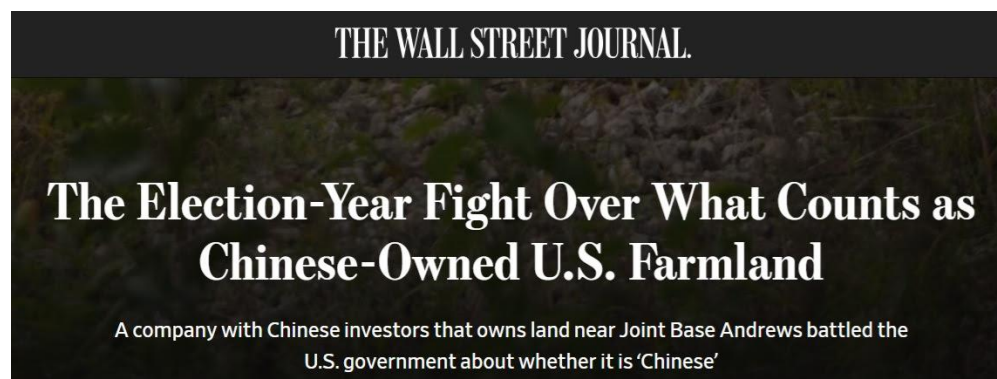 THE WALL STREET JOURNAL.
The Election-Year Fight Over What Counts as
Chinese-Owned U.S. Farmland
A company with Chinese investors that owns land near Joint Base Andrews battled the
U.S. government about whether it is ‘Chinese’